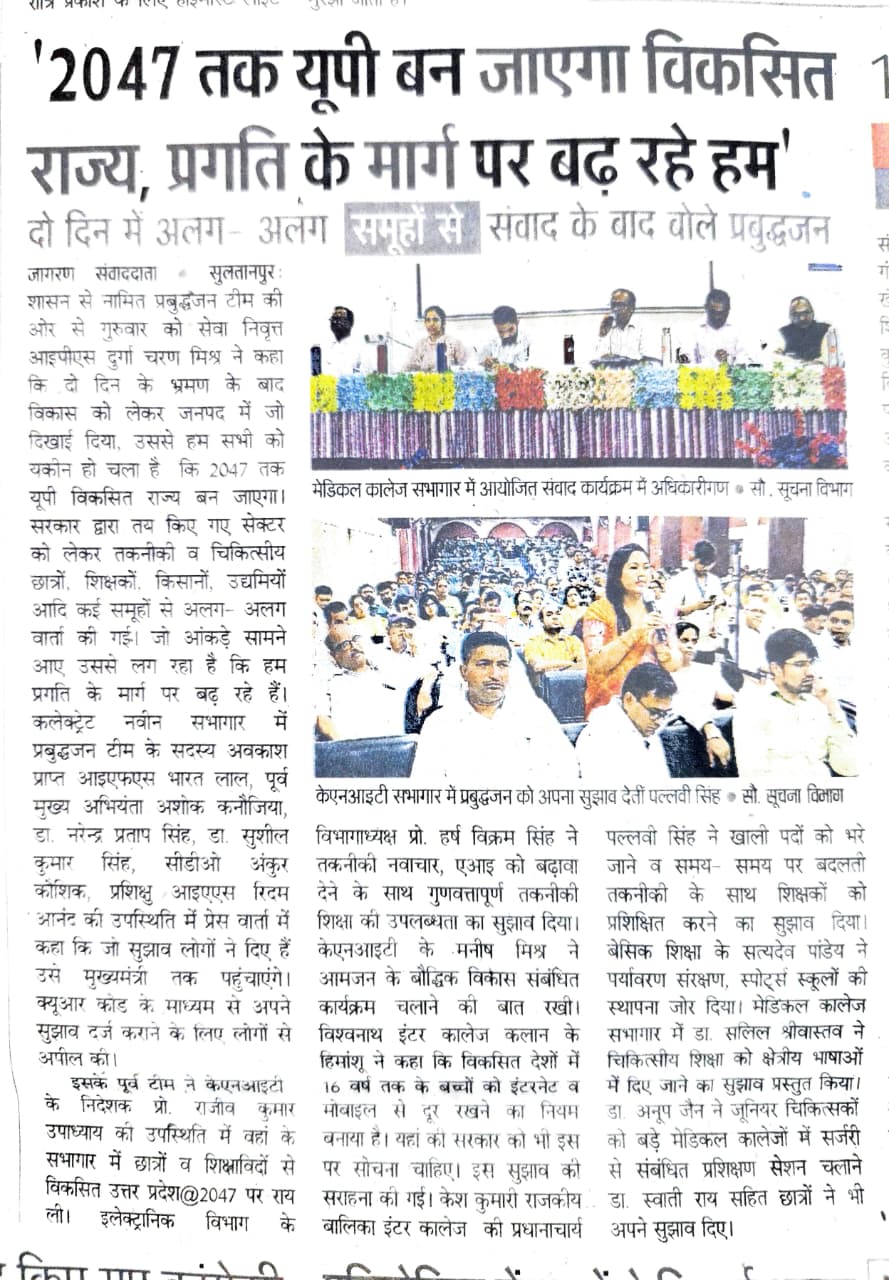 '2047 तक यूपी बन जाएगा विकसित
राज्य, प्रगति के मार्ग पर बढ़ रहे हम'
दो दिन में अलग- अलग समूहों से संवाद के बाद बोले प्रबुद्धजन
जागरण संवाददाता • सुलतानपुर:
शासन से नामित प्रबुद्धजन टीम की
ओर से गुरुवार को सेवा निवृत्त
आइपीएस दुर्गा चरण मिश्र ने कहा
कि दो दिन के भ्रमण के बाद
विकास को लेकर जनपद में जो
दिखाई दिया, उससे हम सभी को
यकीन हो चला है कि 2047 तक
यूपी विकसित राज्य बन जाएगा।
सरकार द्वारा तय किए गए सेक्टर
को लेकर तकनीकी व चिकित्सीय
छात्रों, शिक्षकों, किसानों, उद्यमियों
आदि कई समूहों से अलग- अलग
वार्ता की गई। जो आंकड़े सामने
आए उससे लग रहा है कि हम
प्रगति के मार्ग पर बढ़ रहे हैं।
कलेक्ट्रेट नवीन सभागार में
प्रबुद्धजन टीम के सदस्य अवकाश
प्राप्त आइएफएस भारत लाल, पूर्व
मुख्य अभियंता अशोक कनौजिया,
डा. नरेन्द्र प्रताप सिंह, डा. सुशील
कुमार सिंह, सीडीओ अंकुर
कौशिक, प्रशिक्षु आइएएस रिदम
आनंद की उपस्थिति में प्रेस वार्ता में
कहा कि जो सुझाव लोगों ने दिए हैं
उसे मुख्यमंत्री तक पहुंचाएंगे।
क्यूआर कोड के माध्यम से अपने
सुझाव दर्ज कराने के लिए लोगों से
अपील की।
इसके पूर्व टीम ने केएनआइटी
के निदेशक प्रो. राजीव कुमार
उपाध्याय की उपस्थिति में वहां के
सभागार में छात्रों व शिक्षाविदों से
विकसित उत्तर प्रदेश@2047 पर राय
ली। इलेक्ट्रानिक विभाग के
मेडिकल कालेज सभागार में आयोजित संवाद कार्यक्रम में अधिकारीगण • सौ. सूचना विभाग
केएनआइटी सभागार में प्रबुद्धजन को अपना सुझाव देतीं पल्लवी सिंह • सौ. सूचना विभाग
विभागाध्यक्ष प्रो. हर्ष विक्रम सिंह ने
तकनीकी नवाचार, एआइ को बढ़ावा
देने के साथ गुणवत्तापूर्ण तकनीकी
शिक्षा की उपलब्धता का सुझाव दिया।
केएनआइटी के मनीष मिश्र ने
आमजन के बौद्धिक विकास संबंधित
कार्यक्रम चलाने की बात रखी।
विश्वनाथ इंटर कालेज कलान के
हिमांशू ने कहा कि विकसित देशों में
16 वर्ष तक के बच्चों को इंटरनेट व
मोबाइल से दूर रखने का नियम
बनाया है। यहां की सरकार को भी इस
पर सोचना चाहिए। इस सुझाव की
सराहना की गई। केश कुमारी राजकीय
बालिका इंटर कालेज की प्रधानाचार्य
पल्लवी सिंह ने खाली पदों को भरे
जाने व समय- समय पर बदलती
तकनीकी के साथ शिक्षकों को
प्रशिक्षित करने का सुझाव दिया।
बेसिक शिक्षा के सत्यदेव पांडेय ने
पर्यावरण संरक्षण, स्पोर्ट्स स्कूलों की
स्थापना जोर दिया। मेडिकल कालेज
सभागार में डा. सलिल श्रीवास्तव ने
चिकित्सीय शिक्षा को क्षेत्रीय भाषाओं
में दिए जाने का सुझाव प्रस्तुत किया।
डा. अनूप जैन ने जूनियर चिकित्सकों
को बड़े मेडिकल कालेजों में सर्जरी
से संबंधित प्रशिक्षण सेशन चलाने
डा. स्वाती राय सहित छात्रों ने भी
अपने सुझाव दिए।